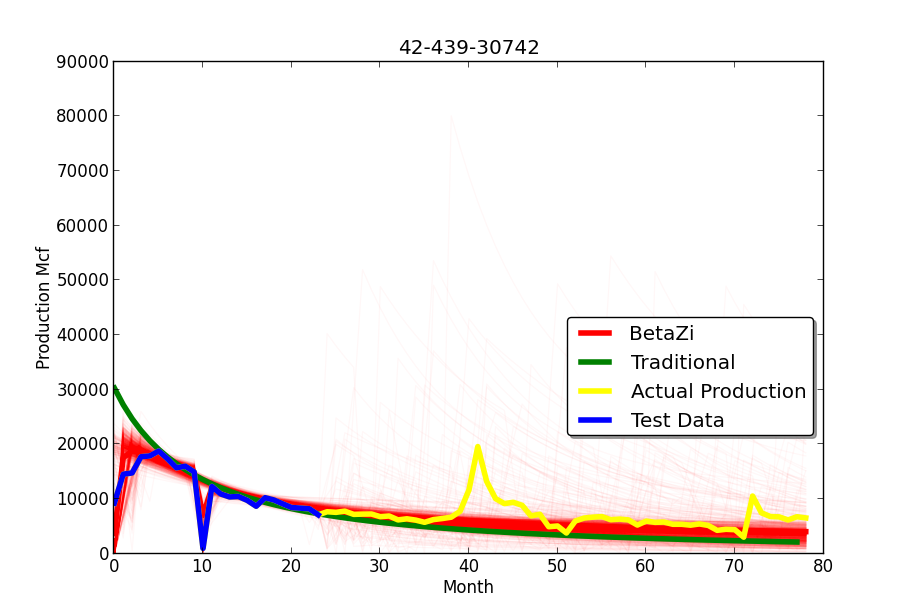 42-439-30742
90000
80000
70000
60000
50000
40000
30000
20000
10000
0
Production Mcf
BetaZi
Traditional
Actual Production
Test Data
0 10 20 30 40 50 60 70 80
Month